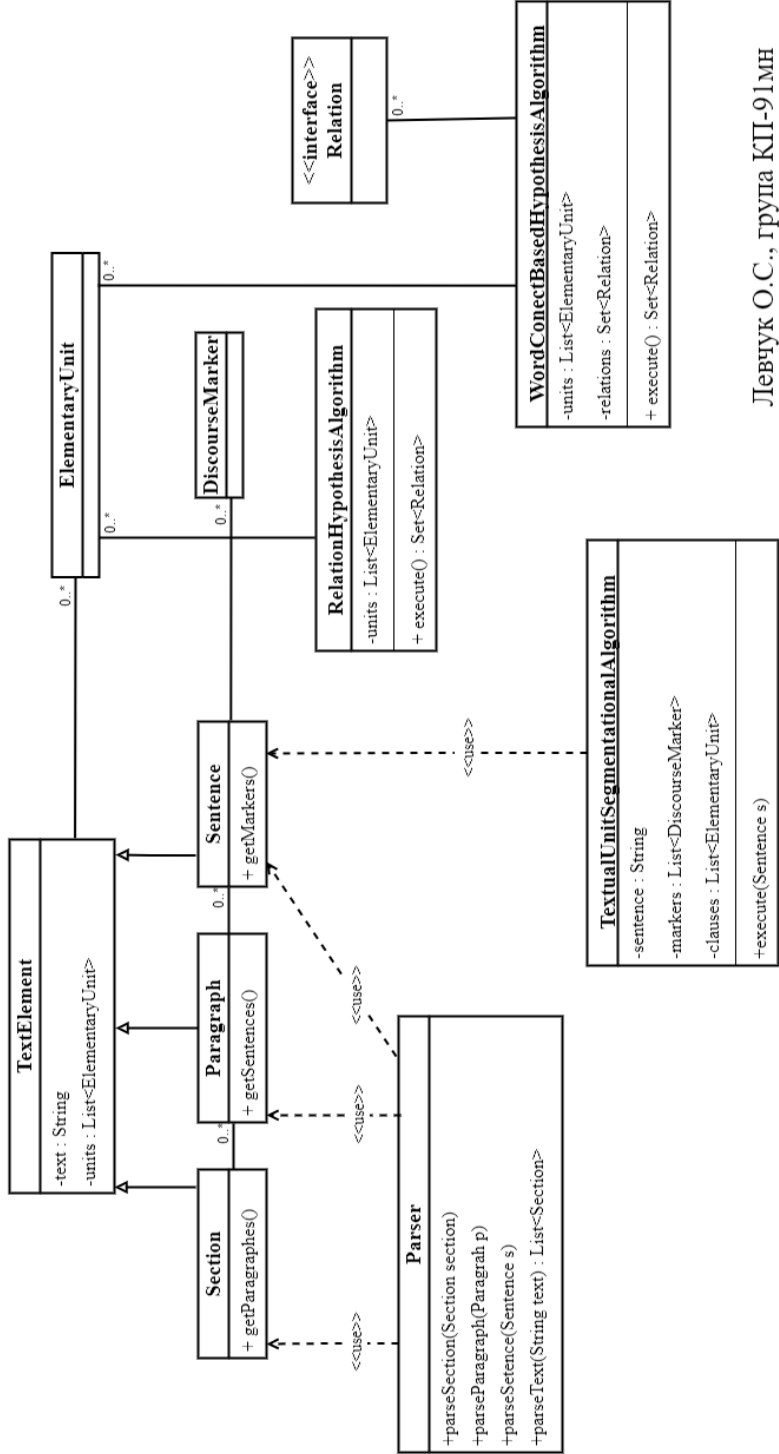 TextElement
-text : String
-units : List<ElementaryUnit>
0..*
ElementaryUnit
0..*
0..*
Section
+ getParagraphes()
0..*
Paragraph
+ getSentences()
0..*
Sentence
+ getMarkers()
0..*
DiscourseMarker
<<interface>>
Relation
0..*
<<use>>
<<use>>
<<use>>
<<use>>
Parser
+parseSection(Section section)
+parseParagraph(Paragrah p)
+parseSetence(Sentence s)
+parseText(String text) : List<Section>
RelationHypothesisAlgorithm
-units : List<ElementaryUnit>
+ execute() : Set<Relation>
TextualUnitSegmentationalAlgorithm
-sentence : String
-markers : List<DiscourseMarker>
-clauses : List<ElementaryUnit>
+execute(Sentence s)
WordConectBasedHypothesisAlgorithm
-units : List<ElementaryUnit>
-relations : Set<Relation>
+ execute() : Set<Relation>
Левчук О.С., група КП-91мн